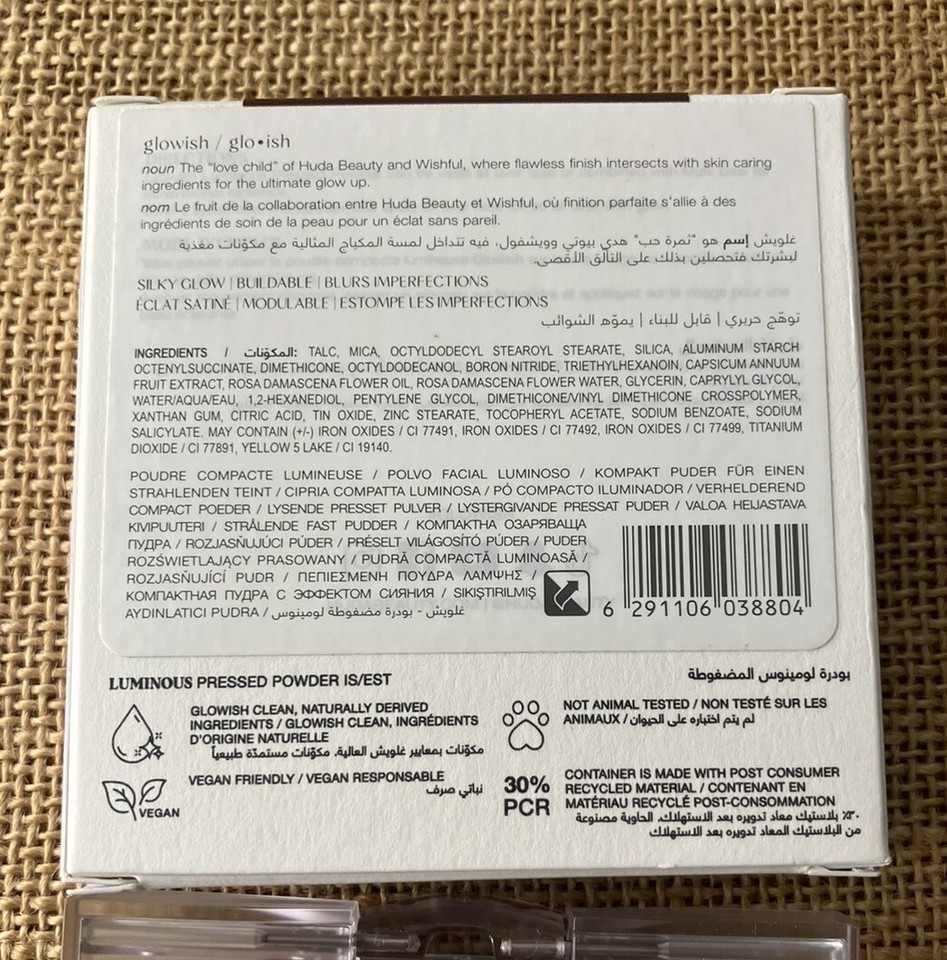 glowish / glo•ish
noun The "love child" of Huda Beauty and Wishful, where flawless finish intersects with skin caring
ingredients for the ultimate glow up.
nom Le fruit de la collaboration entre Huda Beauty et Wishful, où finition parfaite s'allie à des
ingrédients de soin de la peau pour un éclat sans pareil.
غلويش إسم هو "ثمرة حب" هدى بيوتي وويشفول، فيه تتداخل لمسة المكياج المثالية مع مكوّنات مغذية
لبشرتك فتحصلين بذلك على التألق الأقصى.
SILKY GLOW | BUILDABLE | BLURS IMPERFECTIONS
ÉCLAT SATINÉ | MODULABLE | ESTOMPE LES IMPERFECTIONS
توهّج حريري | قابل للبناء | يموّه الشوائب
INGREDIENTS / المكوّنات: TALC, MICA, OCTYLDODECYL STEAROYL STEARATE, SILICA, ALUMINUM STARCH
OCTENYLSUCCINATE, DIMETHICONE, OCTYLDODECANOL, BORON NITRIDE, TRIETHYLHEXANOIN, CAPSICUM ANNUUM
FRUIT EXTRACT, ROSA DAMASCENA FLOWER OIL, ROSA DAMASCENA FLOWER WATER, GLYCERIN, CAPRYLYL GLYCOL,
WATER/AQUA/EAU, 1,2-HEXANEDIOL, PENTYLENE GLYCOL, DIMETHICONE/VINYL DIMETHICONE CROSSPOLYMER,
XANTHAN GUM, CITRIC ACID, TIN OXIDE, ZINC STEARATE, TOCOPHERYL ACETATE, SODIUM BENZOATE, SODIUM
SALICYLATE. MAY CONTAIN (+/-) IRON OXIDES / CI 77491, IRON OXIDES / CI 77492, IRON OXIDES / CI 77499, TITANIUM
DIOXIDE / CI 77891, YELLOW 5 LAKE / CI 19140.
POUDRE COMPACTE LUMINEUSE / POLVO FACIAL LUMINOSO / KOMPAKT PUDER FÜR EINEN
STRAHLENDEN TEINT / CIPRIA COMPATTA LUMINOSA / PÓ COMPACTO ILUMINADOR / VERHELDEREND
COMPACT POEDER / LYSENDE PRESSET PULVER / LYSTERGIVANDE PRESSAT PUDER / VALOA HEIJASTAVA
KIVIPUUTERI / STRÅLENDE FAST PUDDER / КОМПАКТНА ОЗАРЯВАЩА
ПУДРА / ROZJASŇUJÚCI PÚDER / PRÉSELT VILÁGOSÍTÓ PÚDER / PUDER
ROZŚWIETLAJĄCY PRASOWANY / PUDRĂ COMPACTĂ LUMINOASĂ /
ROZJASŇUJÍCÍ PUDR / ΠΕΠΙΕΣΜΕΝΗ ΠΟΥΔΡΑ ΛΑΜΨΗΣ /
КОМПАКТНАЯ ПУДРА С ЭФФЕКТОМ СИЯНИЯ / SIKIŞTIRILMIŞ
AYDINLATICI PUDRA / غلويش - بودرة مضغوطة لومينوس
6 291106 038804
LUMINOUS PRESSED POWDER IS/EST
بودرة لومينوس المضغوطة
GLOWISH CLEAN, NATURALLY DERIVED
INGREDIENTS / GLOWISH CLEAN, INGRÉDIENTS
D'ORIGINE NATURELLE
مكوّنات بمعايير غلويش العالية. مكوّنات مستمدّة طبيعياً
NOT ANIMAL TESTED / NON TESTÉ SUR LES
ANIMAUX / لم يتم اختباره على الحيوان
VEGAN FRIENDLY / VEGAN RESPONSABLE
نباتي صرف
VEGAN
30%
PCR
CONTAINER IS MADE WITH POST CONSUMER
RECYCLED MATERIAL / CONTENANT EN
MATÉRIAU RECYCLÉ POST-CONSOMMATION
٣٠٪ بلاستيك معاد تدويره بعد الاستهلاك. الحاوية مصنوعة
من البلاستيك المعاد تدويره بعد الاستهلاك